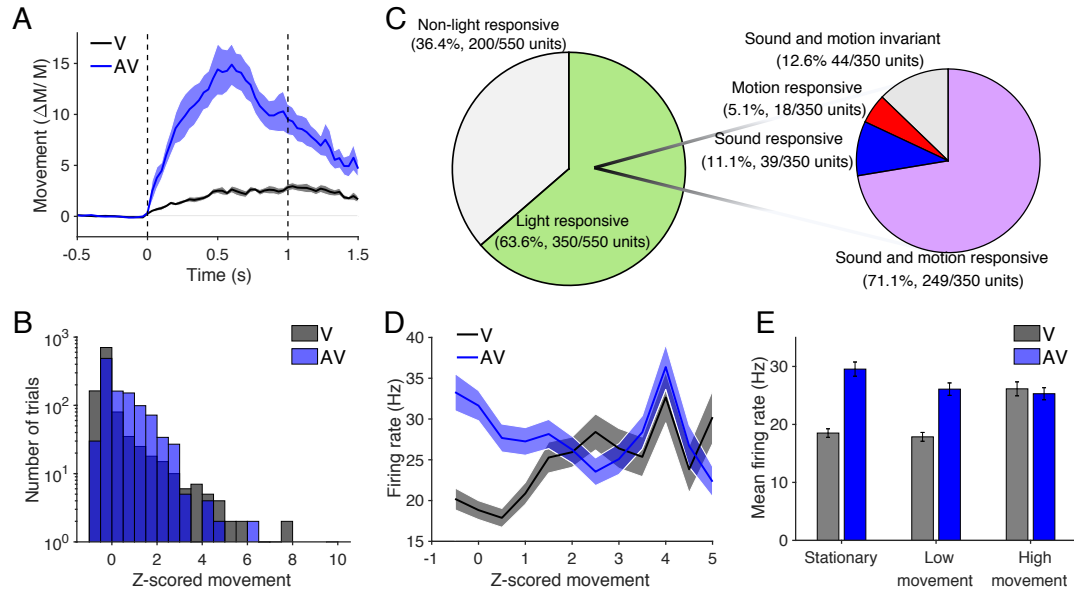 A
V
AV
Movement (ΔM/ M)
15
10
5
0
-0.5
0
0.5
1
1.5
Time (s)
B
V
AV
Number of trials
10³
10²
10¹
10⁰
0
2
4
6
8
10
Z-scored movement
C
Non-light responsive
(36.4%, 200/550 units)
Light responsive
(63.6%, 350/550 units)
Sound and motion invariant
(12.6% 44/350 units)
Motion responsive
(5.1%, 18/350 units)
Sound responsive
(11.1%, 39/350 units)
Sound and motion responsive
(71.1%, 249/350 units)
D
V
AV
Firing rate (Hz)
40
35
30
25
20
15
-1
0
1
2
3
4
5
Z-scored movement
E
V
AV
Mean firing rate (Hz)
30
20
10
0
Stationary
Low
movement
High
movement